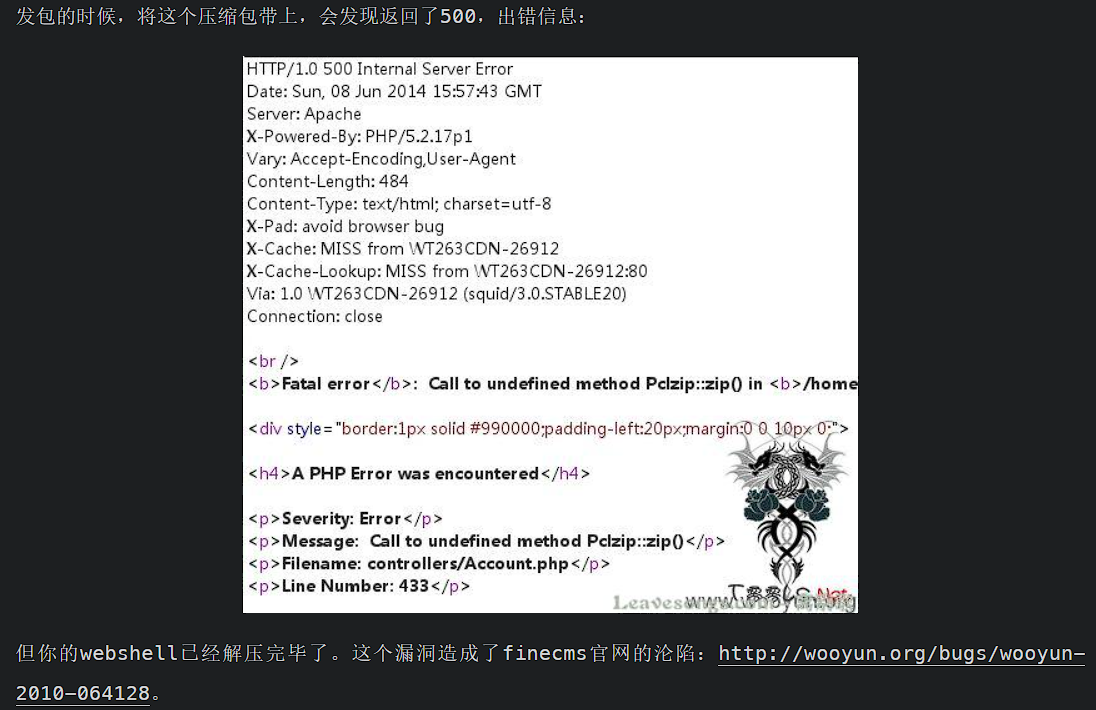 发包的时候，将这个压缩包带上，会发现返回了500，出错信息：
HTTP/1.0 500 Internal Server Error
Date: Sun, 08 Jun 2014 15:57:43 GMT
Server: Apache
X-Powered-By: PHP/5.2.17p1
Vary: Accept-Encoding,User-Agent
Content-Length: 484
Content-Type: text/html; charset=utf-8
X-Pad: avoid browser bug
X-Cache: MISS from WT263CDN-26912
X-Cache-Lookup: MISS from WT263CDN-26912:80
Via: 1.0 WT263CDN-26912 (squid/3.0.STABLE20)
Connection: close
<br />
<b>Fatal error</b>:  Call to undefined method Pclzip::zip() in <b>/home
<div style="border:1px solid #990000;padding-left:20px;margin:0 0 10px 0;">
<h4>A PHP Error was encountered</h4>
<p>Severity: Error</p>
<p>Message:  Call to undefined method Pclzip::zip()</p>
<p>Filename: controllers/Account.php</p>
<p>Line Number: 433</p>
但你的webshell已经解压完毕了。这个漏洞造成了finecms官网的沦陷：http://wooyun.org/bugs/wooyun-
2010-064128。